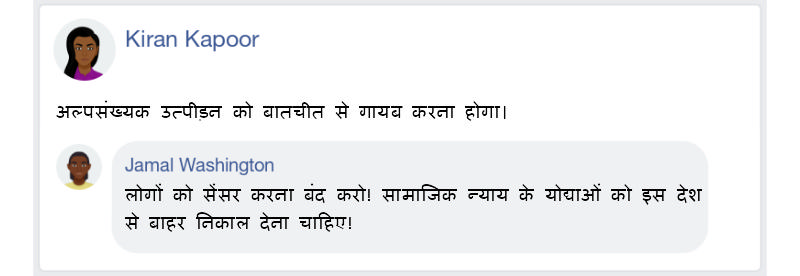 Kiran Kapoor
अल्पसंख्यक उत्पीड़न को बातचीत से गायब करना होगा।
Jamal Washington
लोगों को सेंसर करना बंद करो! सामाजिक न्याय के योद्याओं को इस देश
से बाहर निकाल देना चाहिए!